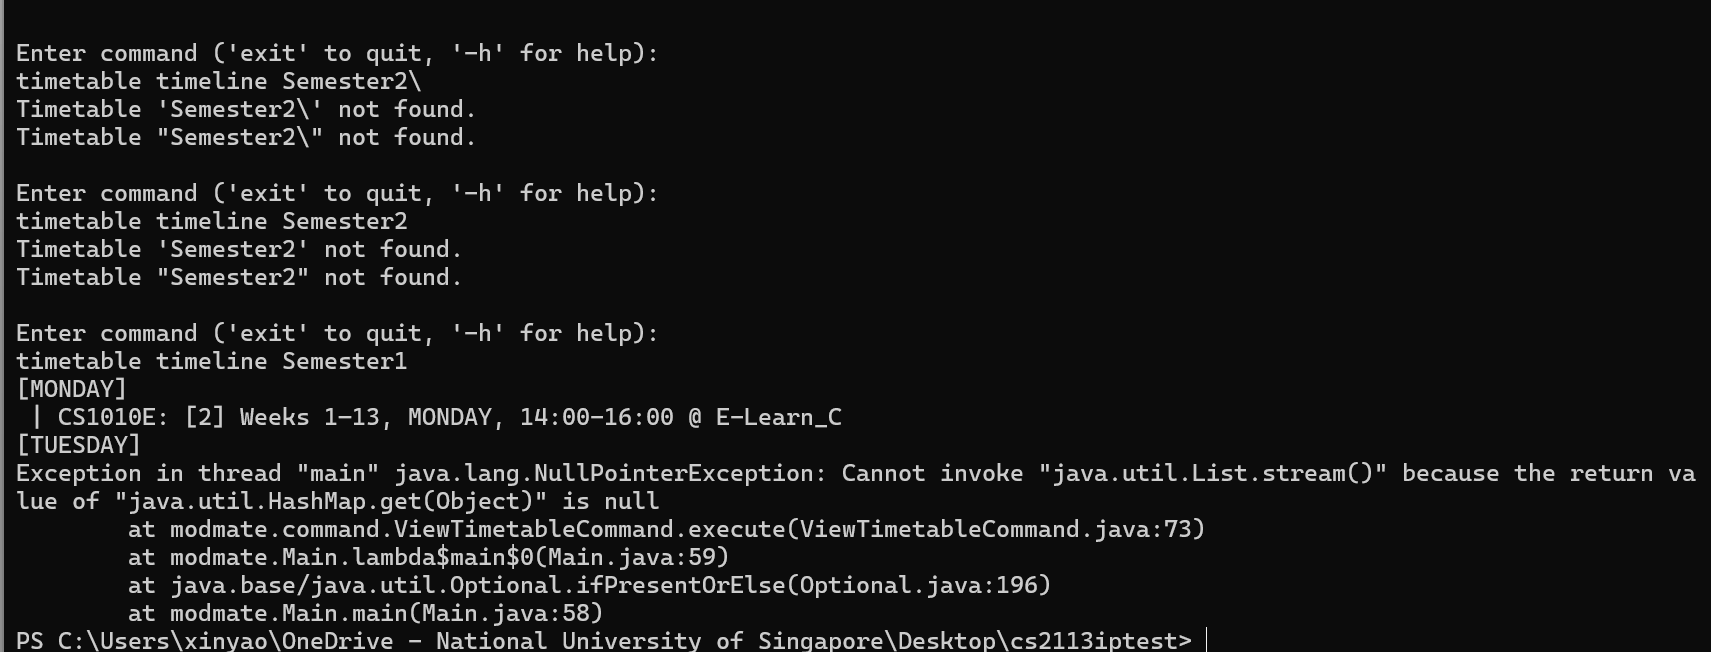 Enter command ('exit' to quit, '-h' for help):
timetable timeline Semester2\
Timetable 'Semester2\' not found.
Timetable "Semester2\" not found.
Enter command ('exit' to quit, '-h' for help):
timetable timeline Semester2
Timetable 'Semester2' not found.
Timetable "Semester2" not found.
Enter command ('exit' to quit, '-h' for help):
timetable timeline Semester1
[MONDAY]
 | CS1010E: [2] Weeks 1-13, MONDAY, 14:00-16:00 @ E-Learn_C
[TUESDAY]
Exception in thread "main" java.lang.NullPointerException: Cannot invoke "java.util.List.stream()" because the return va
lue of "java.util.HashMap.get(Object)" is null
        at modmate.command.ViewTimetableCommand.execute(ViewTimetableCommand.java:73)
        at modmate.Main.lambda$main$0(Main.java:59)
        at java.base/java.util.Optional.ifPresentOrElse(Optional.java:196)
        at modmate.Main.main(Main.java:58)
PS C:\Users\xinyao\OneDrive - National University of Singapore\Desktop\cs2113iptest>